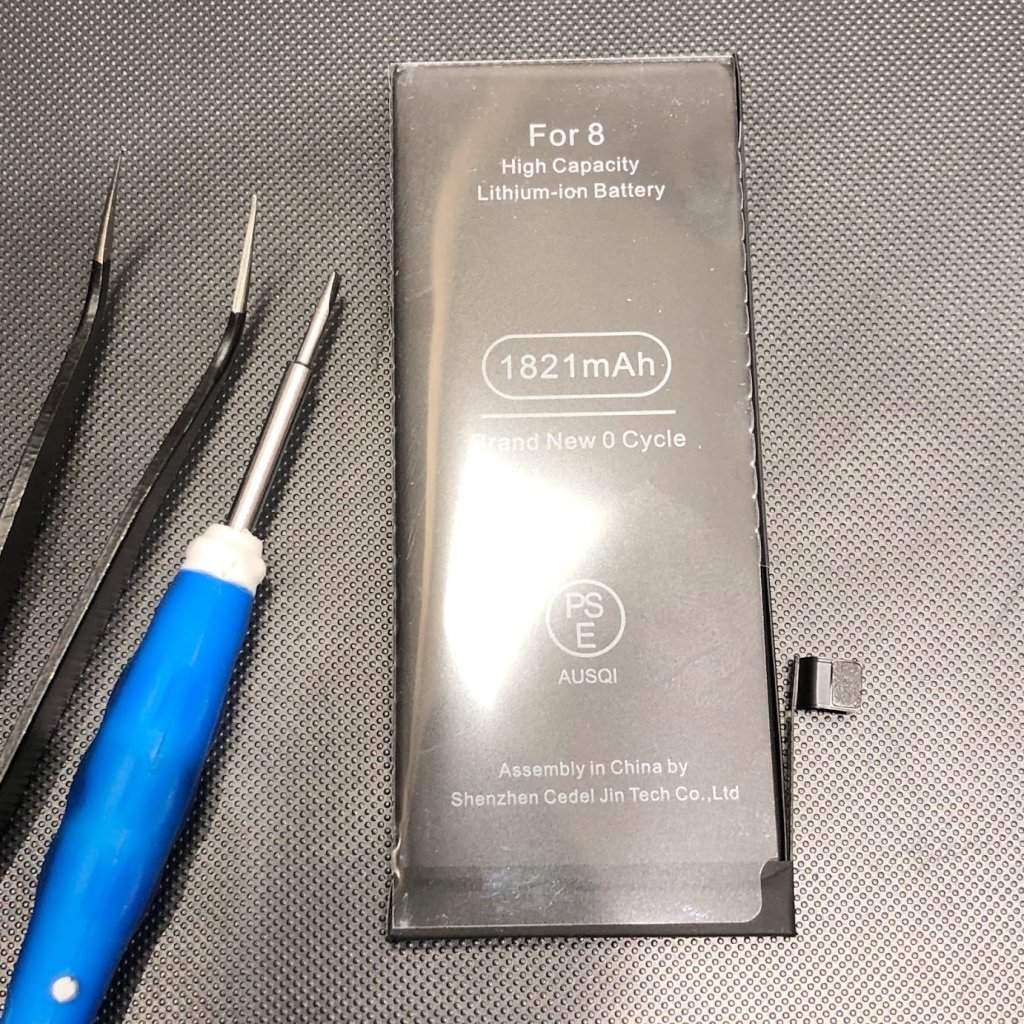 For 8
High Capacity
Lithium-ion Battery
1821mAh
Brand New 0 Cycle
PS
E
AUSQI
Assembly in China by
Shenzhen Cedel Jin Tech Co.,Ltd